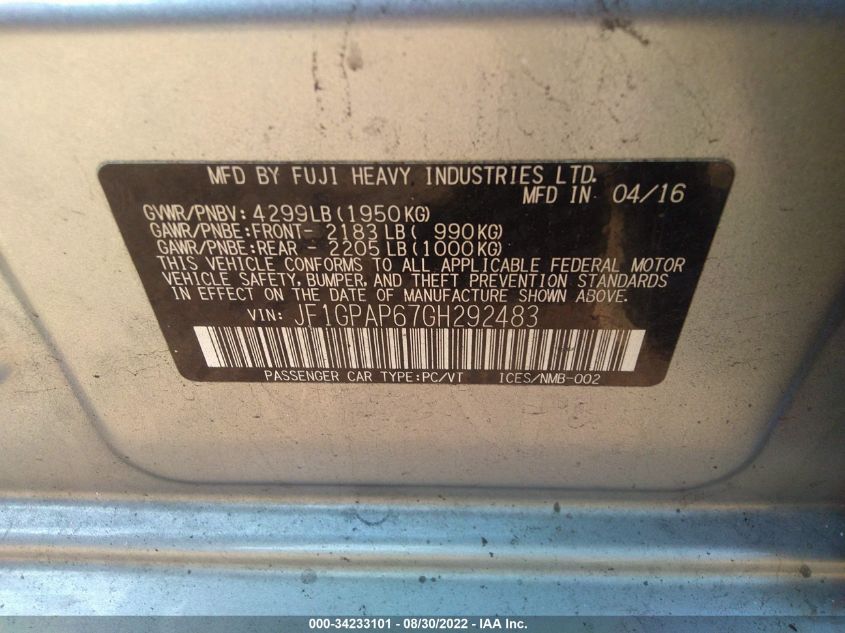 MFD BY FUJI HEAVY INDUSTRIES LTD.
MFD IN 04/16
GVWR/PNBV: 4299LB(1950KG)
GAWR/PNBE:FRONT- 2183LB( 990KG)
GAWR/PNBE:REAR - 2205LB(1000KG)
THIS VEHICLE CONFORMS TO ALL APPLICABLE FEDERAL MOTOR
VEHICLE SAFETY, BUMPER, AND THEFT PREVENTION STANDARDS
IN EFFECT ON THE DATE OF MANUFACTURE SHOWN ABOVE.
VIN: JF1GPAP67GH292483
PASSENGER CAR TYPE:PC/VT ICES/NMB-002
000-34233101 - 08/30/2022 - IAA Inc.